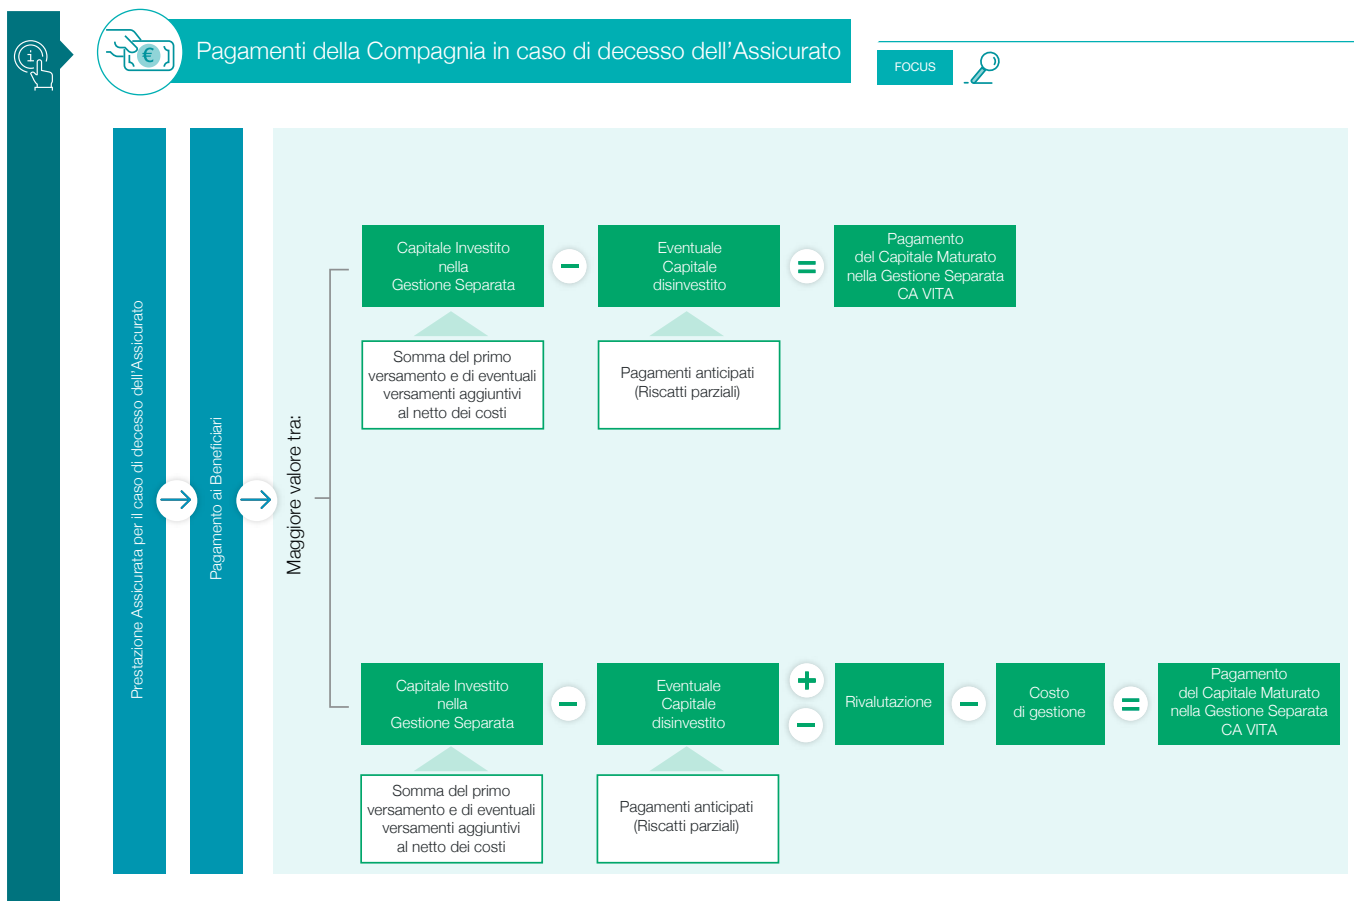 Pagamenti della Compagnia in caso di decesso dell'Assicurato
FOCUS
Prestazione Assicurata per il caso di decesso dell'Assicurato
Pagamento ai Beneficiari
Maggiore valore tra:
Capitale Investito
nella
Gestione Separata
Eventuale
Capitale
disinvestito
Pagamento
del Capitale Maturato
nella Gestione Separata
CA VITA
Somma del primo
versamento e di eventuali
versamenti aggiuntivi
al netto dei costi
Pagamenti anticipati
(Riscatti parziali)
Capitale Investito
nella
Gestione Separata
Eventuale
Capitale
disinvestito
Rivalutazione
Costo
di gestione
Pagamento
del Capitale Maturato
nella Gestione Separata
CA VITA
Somma del primo
versamento e di eventuali
versamenti aggiuntivi
al netto dei costi
Pagamenti anticipati
(Riscatti parziali)